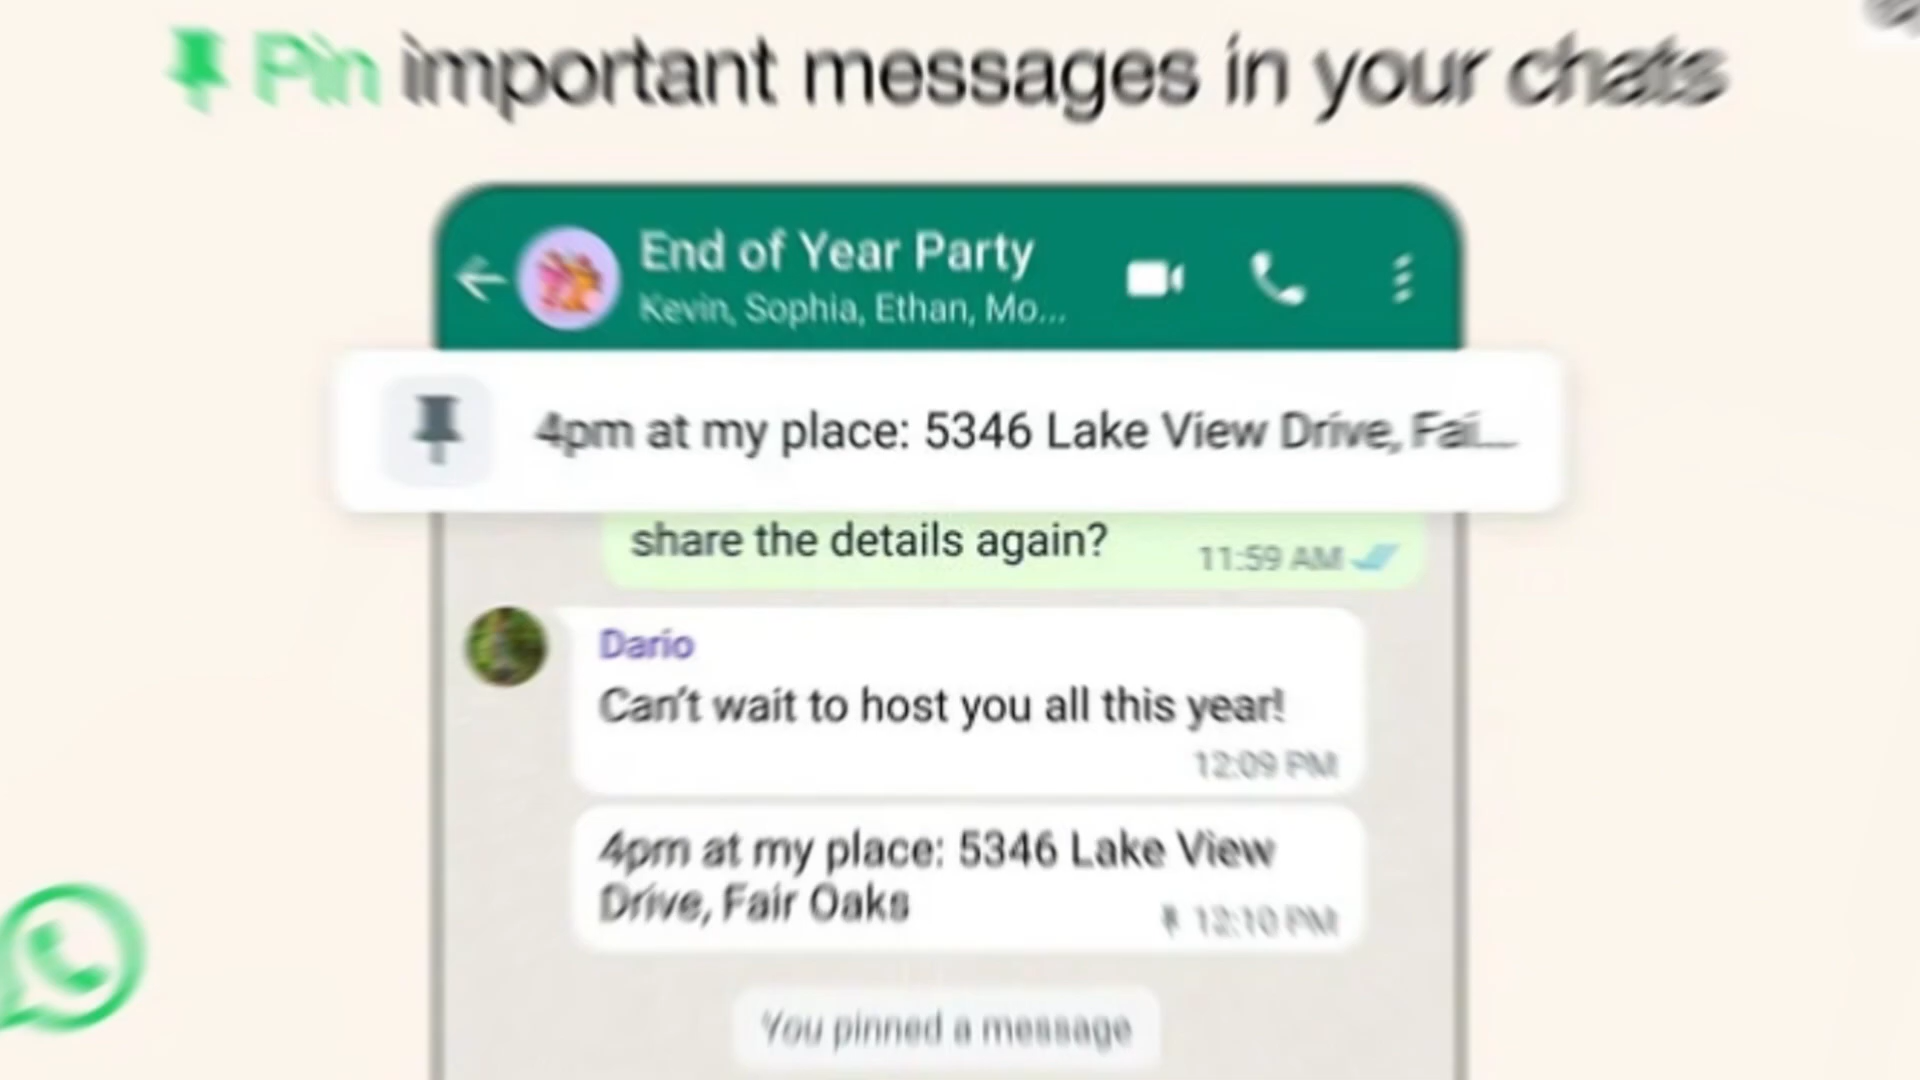 Pin important messages in your chats
End of Year Party
Kevin, Sophia, Ethan, Mo...
4pm at my place: 5346 Lake View Drive, Fai...
share the details again?
11:59 AM
Dario
Can't wait to host you all this year!
12:09 PM
4pm at my place: 5346 Lake View
Drive, Fair Oaks
12:10 PM
You pinned a message